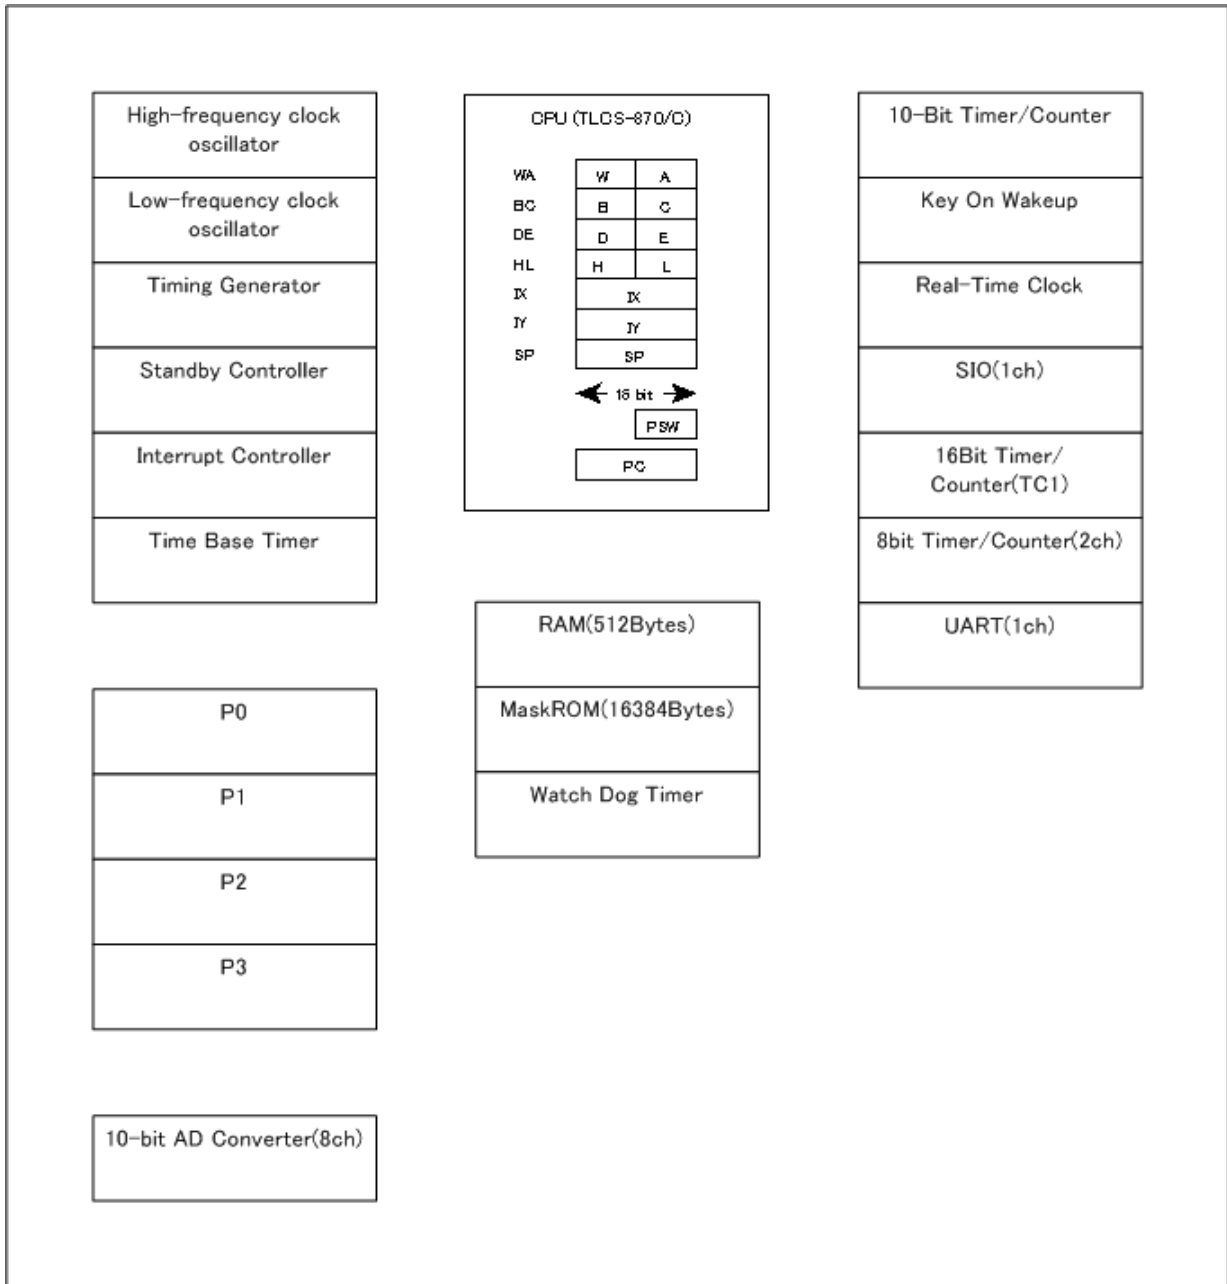 High-frequency clock
oscillator
Low-frequency clock
oscillator
Timing Generator
Standby Controller
Interrupt Controller
Time Base Timer
P0
P1
P2
P3
10-bit AD Converter(8ch)
CPU (TLCS-870/C)
WA W A
BC B C
DE D E
HL H L
IX IX
IY IY
SP SP
16 bit
PSW
PC
RAM(512Bytes)
MaskROM(16384Bytes)
Watch Dog Timer
10-Bit Timer/Counter
Key On Wakeup
Real-Time Clock
SIO(1ch)
16Bit Timer/
Counter(TC1)
8bit Timer/Counter(2ch)
UART(1ch)